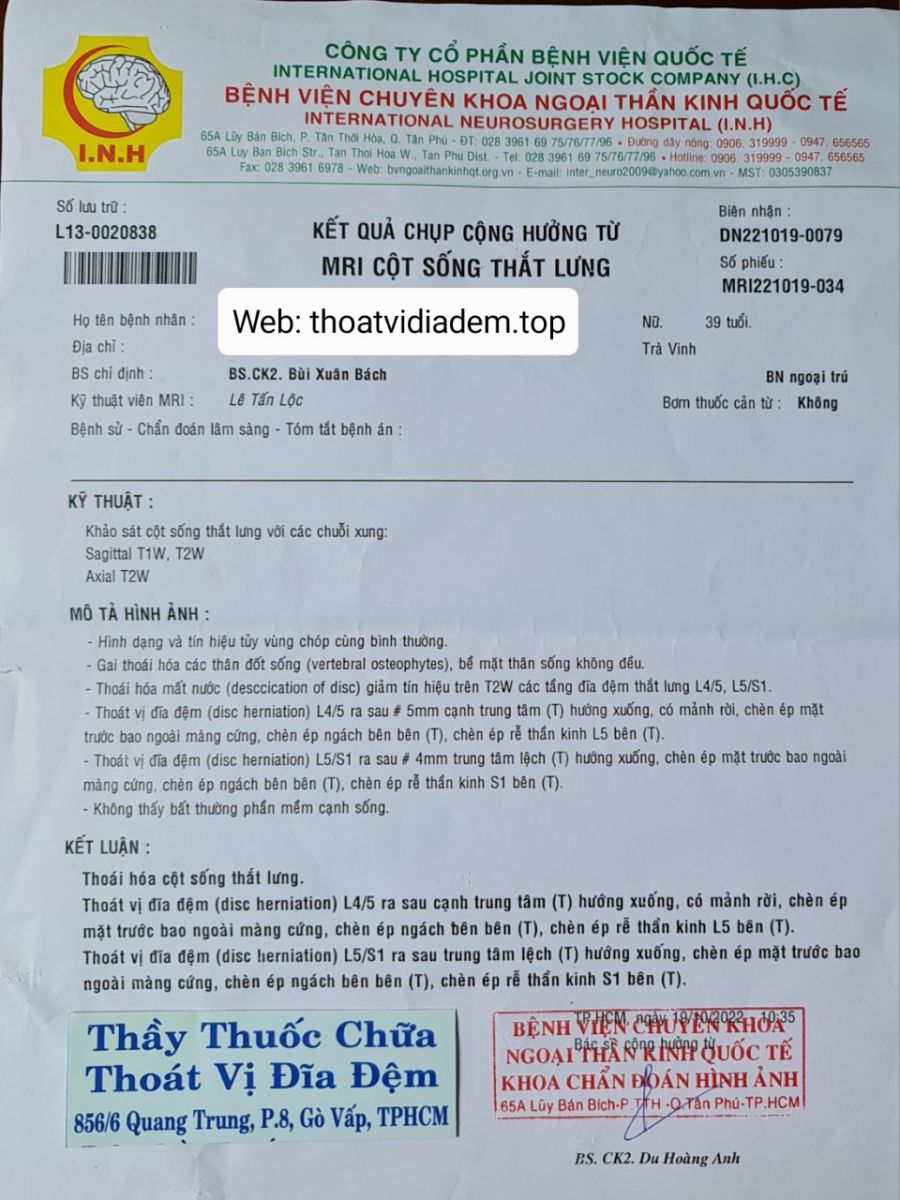 I.N.H
CÔNG TY CỔ PHẦN BỆNH VIỆN QUỐC TẾ
INTERNATIONAL HOSPITAL JOINT STOCK COMPANY (I.H.C)
BỆNH VIỆN CHUYÊN KHOA NGOẠI THẦN KINH QUỐC TẾ
INTERNATIONAL NEUROSURGERY HOSPITAL (I.N.H)
65A Lũy Bán Bích, P. Tân Thới Hòa, Q. Tân Phú - ĐT: 028 3961 69 75/76/77/96 • Đường dây nóng: 0906. 319999 - 0947. 656565
65A Luy Ban Bich Str., Tan Thoi Hoa W., Tan Phu Dist. - Tel: 028 3961 69 75/76/77/96 • Hotline: 0906. 319999 - 0947. 656565
Fax: 028 3961 6978 - Web: bvngoaithankinhqt.org.vn - E-mail: inter_neuro2009@yahoo.com.vn - MST: 0305390837
Số lưu trữ :
L13-0020838
KẾT QUẢ CHỤP CỘNG HƯỞNG TỪ
MRI CỘT SỐNG THẮT LƯNG
Biên nhận :
DN221019-0079
Số phiếu :
MRI221019-034
Họ tên bệnh nhân :
Web: thoatvidiadem.top
Nữ. 39 tuổi.
Địa chỉ :
Trà Vinh
BS chỉ định : BS.CK2. Bùi Xuân Bách
BN ngoại trú
Kỹ thuật viên MRI : Lê Tấn Lộc
Bơm thuốc cản từ : Không
Bệnh sử - Chẩn đoán lâm sàng - Tóm tắt bệnh án :
KỸ THUẬT :
Khảo sát cột sống thắt lưng với các chuỗi xung:
Sagittal T1W, T2W
Axial T2W
MÔ TẢ HÌNH ẢNH :
- Hình dạng và tín hiệu tủy vùng chóp cùng bình thường.
- Gai thoái hóa các thân đốt sống (vertebral osteophytes), bề mặt thân sống không đều.
- Thoái hóa mất nước (desccication of disc) giảm tín hiệu trên T2W các tầng đĩa đệm thắt lưng L4/5, L5/S1.
- Thoát vị đĩa đệm (disc herniation) L4/5 ra sau # 5mm cạnh trung tâm (T) hướng xuống, có mảnh rời, chèn ép mặt
trước bao ngoài màng cứng, chèn ép ngách bên bên (T), chèn ép rễ thần kinh L5 bên (T).
- Thoát vị đĩa đệm (disc herniation) L5/S1 ra sau # 4mm trung tâm lệch (T) hướng xuống, chèn ép mặt trước bao ngoài
màng cứng, chèn ép ngách bên bên (T), chèn ép rễ thần kinh S1 bên (T).
- Không thấy bất thường phần mềm cạnh sống.
KẾT LUẬN :
Thoái hóa cột sống thắt lưng.
Thoát vị đĩa đệm (disc herniation) L4/5 ra sau cạnh trung tâm (T) hướng xuống, có mảnh rời, chèn ép
mặt trước bao ngoài màng cứng, chèn ép ngách bên bên (T), chèn ép rễ thần kinh L5 bên (T).
Thoát vị đĩa đệm (disc herniation) L5/S1 ra sau trung tâm lệch (T) hướng xuống, chèn ép mặt trước bao
ngoài màng cứng, chèn ép ngách bên bên (T), chèn ép rễ thần kinh S1 bên (T).
Thầy Thuốc Chữa
Thoát Vị Đĩa Đệm
856/6 Quang Trung, P.8, Gò Vấp, TPHCM
TP.HCM, ngày 19/10/2022 10:35
BỆNH VIỆN CHUYÊN KHOA
Bác sĩ cộng hưởng từ
NGOẠI THẦN KINH QUỐC TẾ
KHOA CHẨN ĐOÁN HÌNH ẢNH
65A Lũy Bán Bích-P.TTH -Q.Tân Phú-TP.HCM
BS. CK2. Du Hoàng Anh